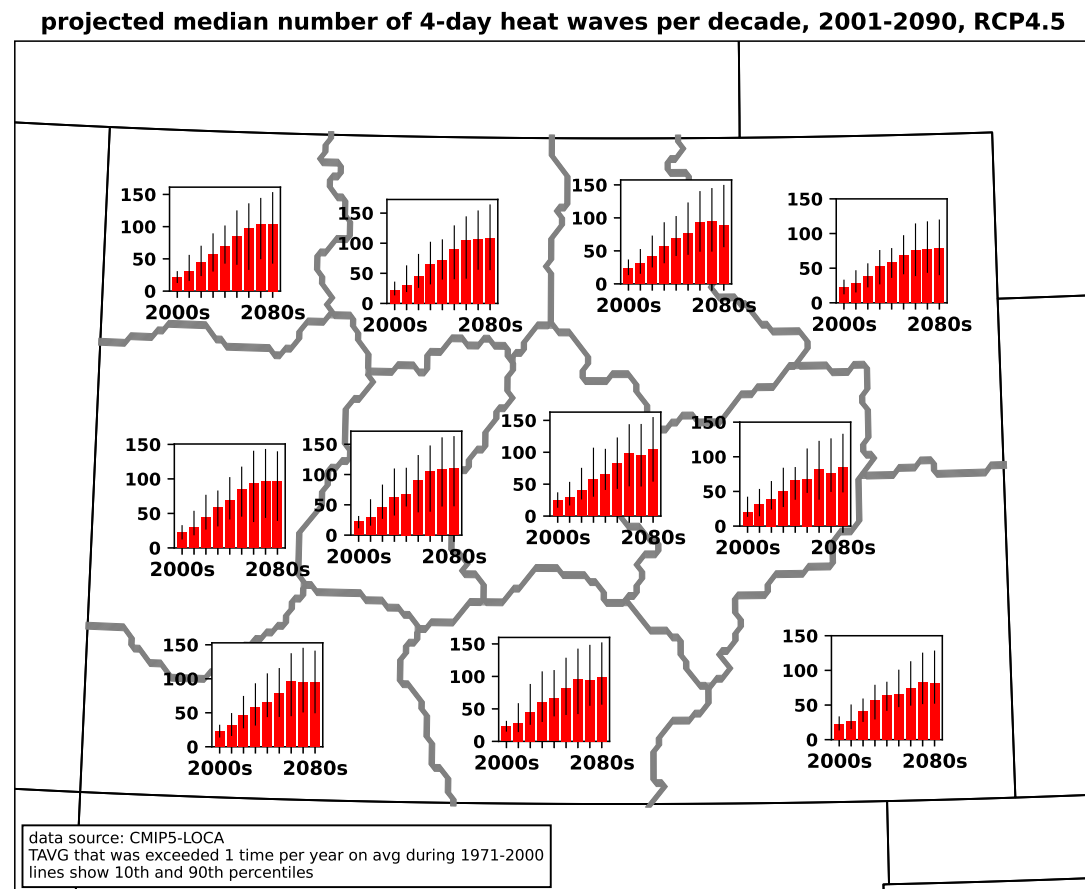 projected median number of 4-day heat waves per decade, 2001-2090, RCP4.5
150
100
50
0
2000s 2080s
150
100
50
0
2000s 2080s
150
100
50
0
2000s 2080s
150
100
50
0
2000s 2080s
150
100
50
0
2000s 2080s
150
100
50
0
2000s 2080s
150
100
50
0
2000s 2080s
150
100
50
0
2000s 2080s
150
100
50
0
2000s 2080s
150
100
50
0
2000s 2080s
150
100
50
0
2000s 2080s
data source: CMIP5-LOCA
TAVG that was exceeded 1 time per year on avg during 1971-2000
lines show 10th and 90th percentiles